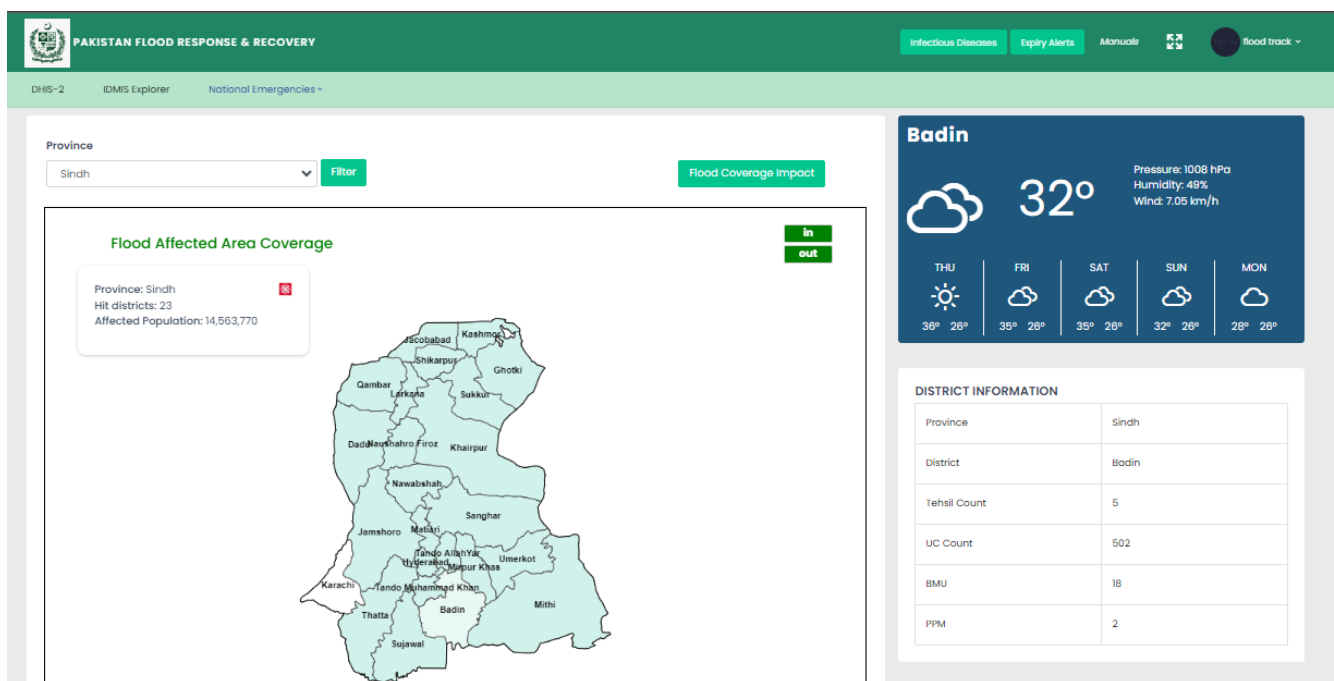 PAKISTAN FLOOD RESPONSE & RECOVERY
Infectious Diseases
Expiry Alerts
Manuals
flood track
DHIS-2
IDMIS Explorer
National Emergencies
Province
Sindh
Filter
Flood Coverage Impact
Flood Affected Area Coverage
in
out
Province: Sindh
Hit districts: 23
Affected Population: 14,563,770
Jacobabad
Kashmor
Shikarpur
Ghotki
Qambar
Larkana
Sukkur
Dadu
Naushahro Firoz
Khairpur
Nawabshah
Sanghar
Jamshoro
Matiari
Tando AllahYar
Hyderabad
Mirpur Khas
Umerkot
Karachi
Tando Muhammad Khan
Badin
Mithi
Thatta
Sujawal
Badin
32°
Pressure: 1008 hPa
Humidity: 49%
Wind: 7.05 km/h
THU FRI SAT SUN MON
36° 26° 35° 26° 35° 26° 32° 26° 28° 26°
DISTRICT INFORMATION
Province Sindh
District Badin
Tehsil Count 5
UC Count 502
BMU 18
PPM 2